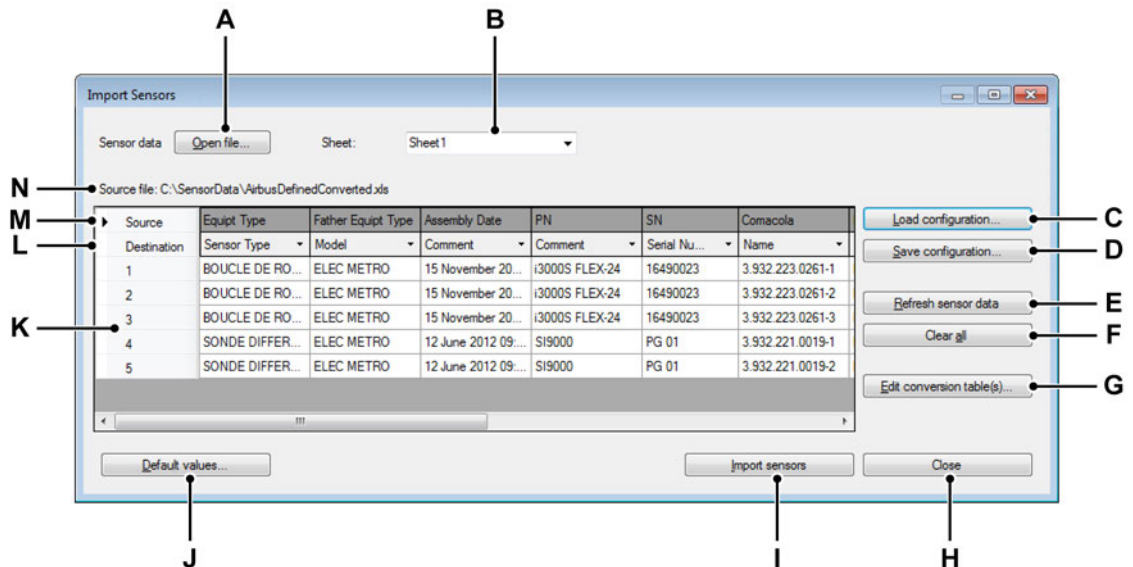 A B
Import Sensors
Sensor data Open file... Sheet: Sheet1
N Source file: C:\SensorData\AirbusDefinedConverted.xls
M Source Equipt Type Father Equipt Type Assembly Date PN SN Comacola Load configuration... C
L Destination Sensor Type Model Comment Comment Serial Nu... Name Save configuration... D
1 BOUCLE DE RO... ELEC METRO 15 November 20... i3000S FLEX-24 16490023 3.932.223.0261-1
2 BOUCLE DE RO... ELEC METRO 15 November 20... i3000S FLEX-24 16490023 3.932.223.0261-2 Refresh sensor data E
K 3 BOUCLE DE RO... ELEC METRO 15 November 20... i3000S FLEX-24 16490023 3.932.223.0261-3 Clear all F
4 SONDE DIFFER... ELEC METRO 12 June 2012 09:... SI9000 PG 01 3.932.221.0019-1
5 SONDE DIFFER... ELEC METRO 12 June 2012 09:... SI9000 PG 01 3.932.221.0019-2 Edit conversion table(s)... G
Default values... Import sensors Close
J I H